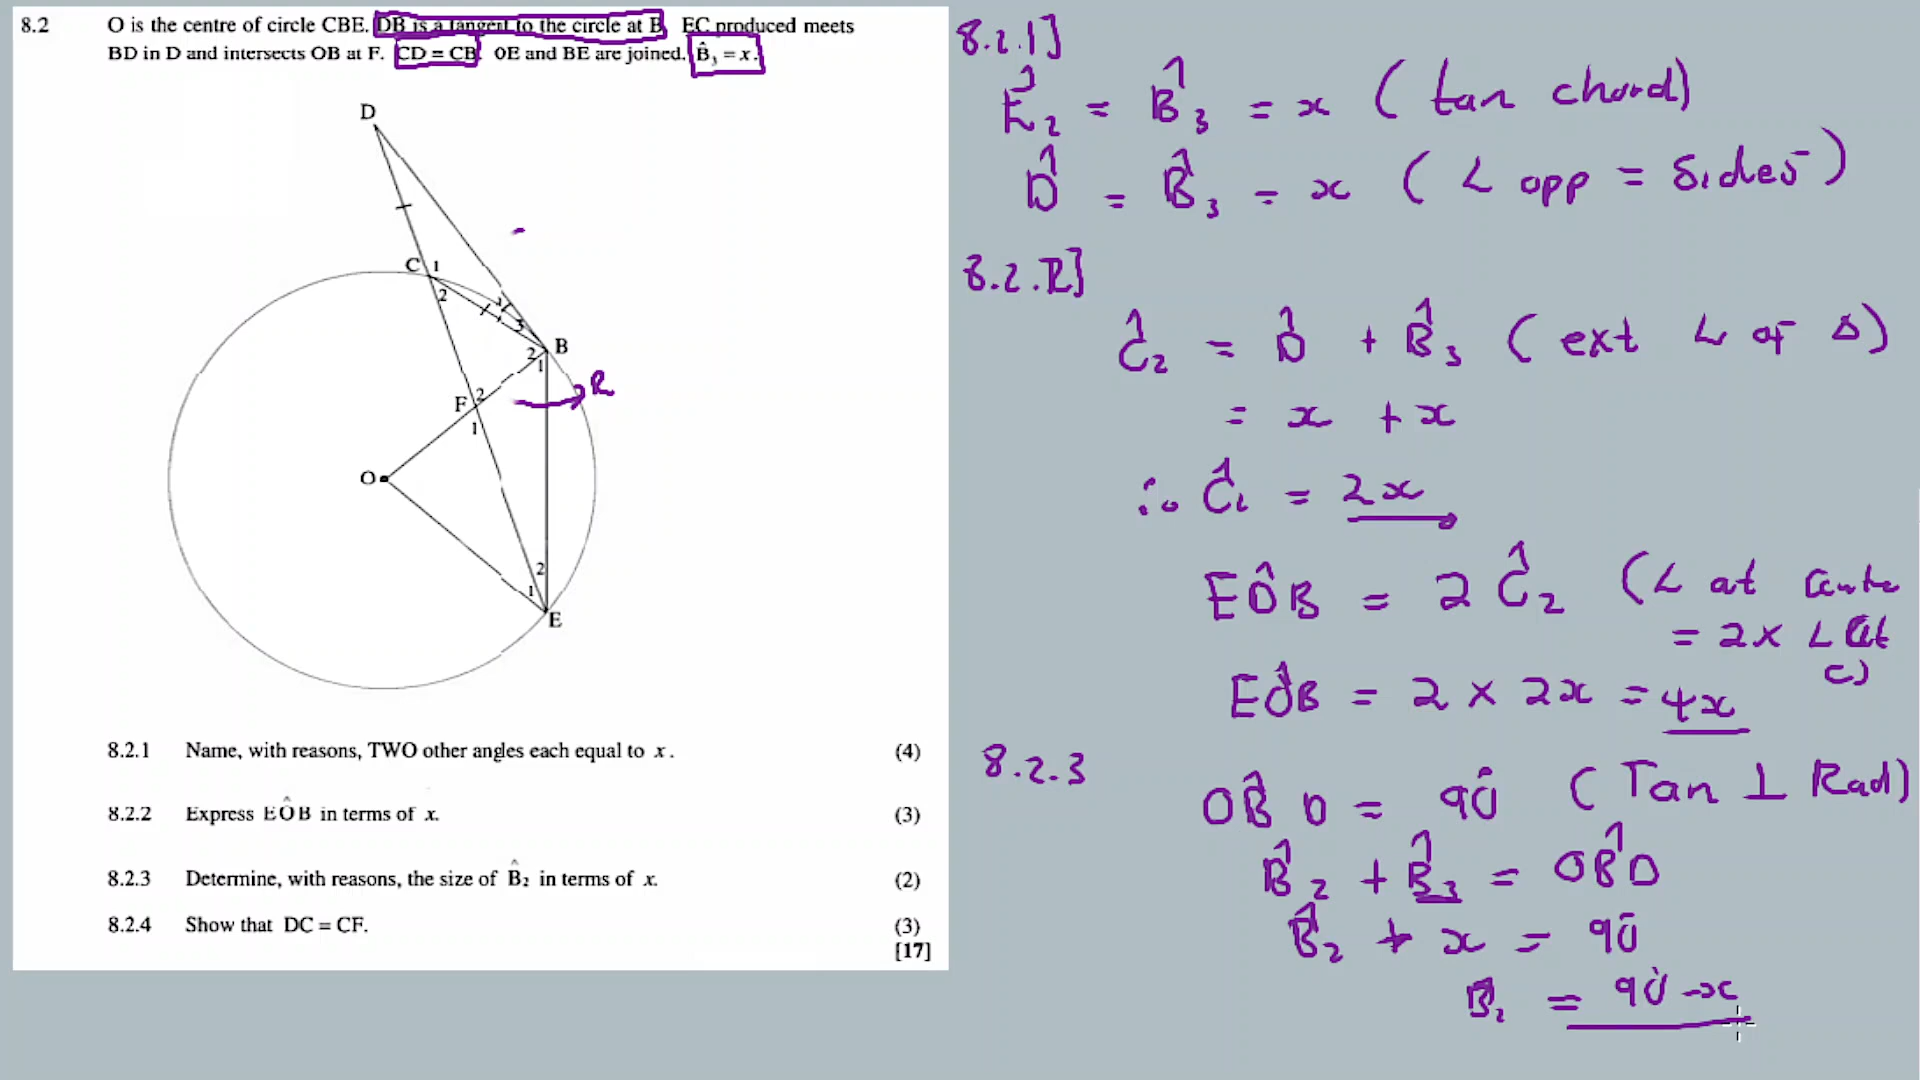 8.2 O is the centre of circle CBE. DB is a tangent to the circle at B. EC produced meets
BD in D and intersects OB at F. CD = CB. OE and BE are joined. B̂₃ = x.
D
C 1
2
3
2 B
1
R
F 2
1
O
2
1
E
8.2.1 Name, with reasons, TWO other angles each equal to x. (4)
8.2.2 Express EÔB in terms of x. (3)
8.2.3 Determine, with reasons, the size of B̂₂ in terms of x. (2)
8.2.4 Show that DC = CF. (3)
[17]
8.2.1]
Ê₂ = B̂₃ = x (tan chord)
D̂ = B̂₃ = x (∠ opp = sides)
8.2.2]
Ĉ₂ = D̂ + B̂₃ (ext ∠ of Δ)
= x + x
∴ Ĉ₂ = 2x
EÔB = 2Ĉ₂ (∠ at centre
= 2x ∠ at
C)
EÔB = 2 × 2x = 4x
8.2.3
OB̂D = 90° (Tan ⊥ Rad)
B̂₂ + B̂₃ = OB̂D
B̂₂ + x = 90°
B̂₂ = 90° - x